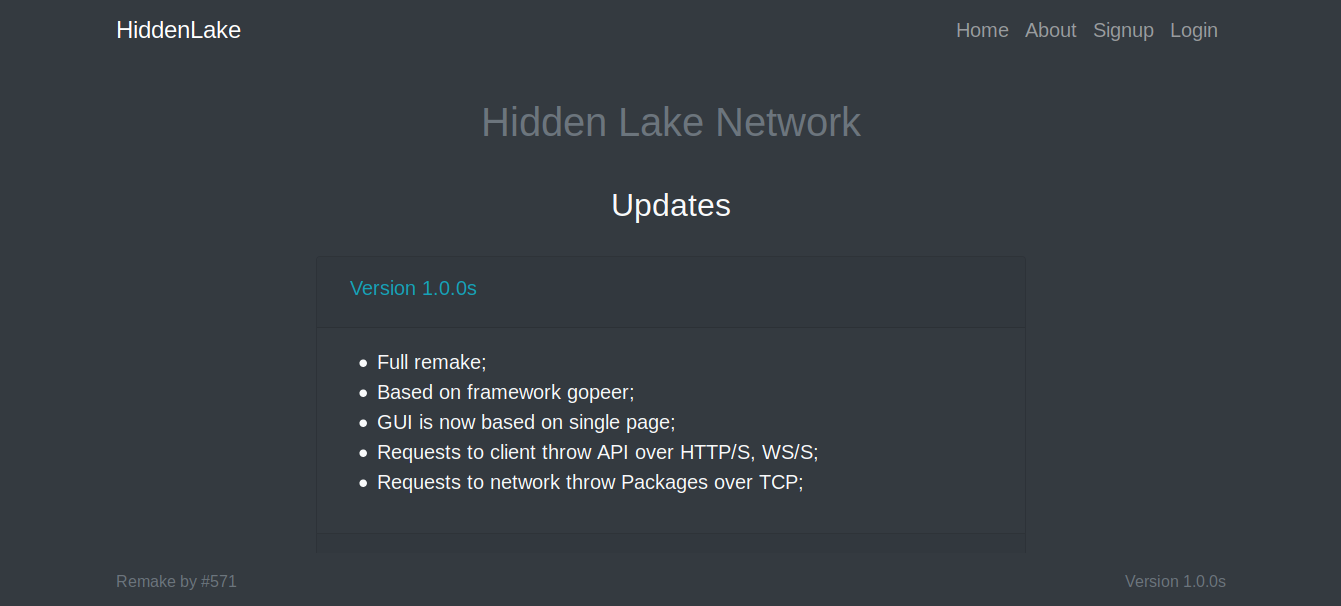 HiddenLake
Home About Signup Login
Hidden Lake Network
Updates
Version 1.0.0s
• Full remake;
• Based on framework gopeer;
• GUI is now based on single page;
• Requests to client throw API over HTTP/S, WS/S;
• Requests to network throw Packages over TCP;
Remake by #571
Version 1.0.0s